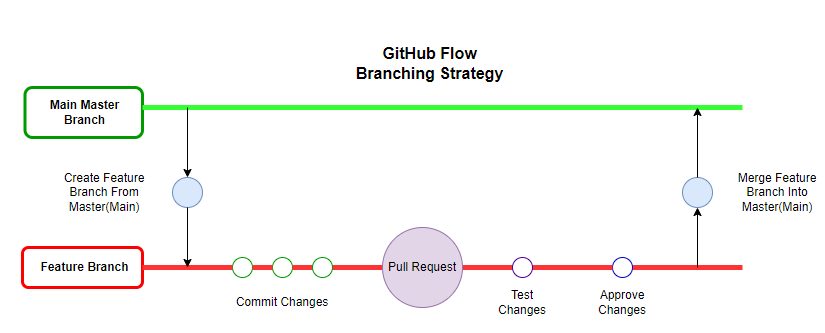 GitHub Flow
Branching Strategy
Main Master
Branch
Create Feature
Branch From
Master(Main)
Merge Feature
Branch Into
Master(Main)
Feature Branch
Pull Request
Commit Changes
Test
Changes
Approve
Changes